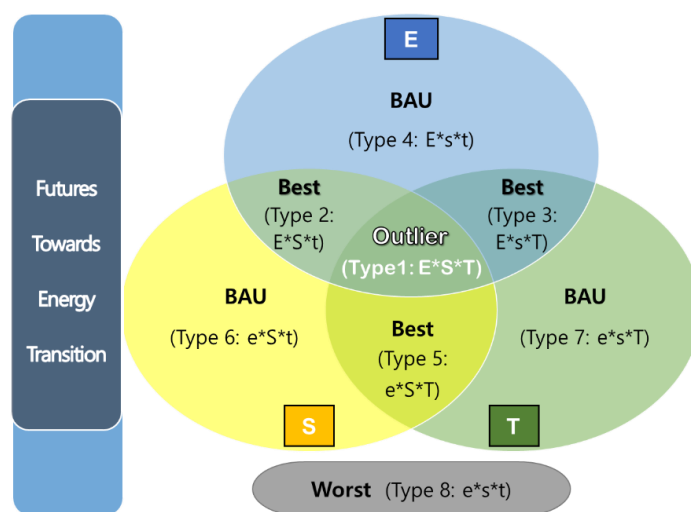 E
BAU
(Type 4: E*s*t)
Futures
Towards
Energy
Transition
Best
(Type 2:
E*S*t)
Best
(Type 3:
E*s*T)
Outlier
(Type1: E*S*T)
BAU
(Type 6: e*S*t)
Best
(Type 5:
e*S*T)
BAU
(Type 7: e*s*T)
S
T
Worst (Type 8: e*s*t)